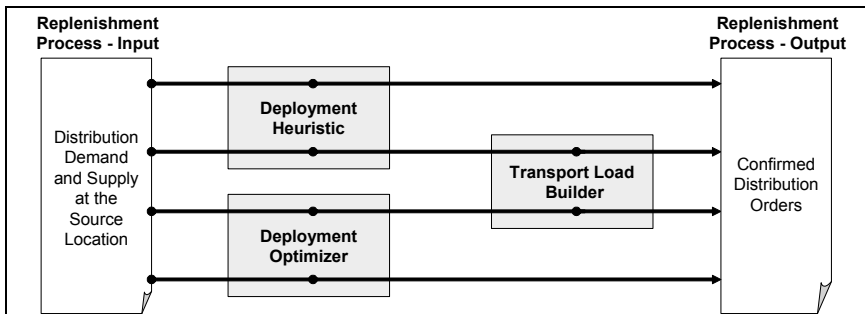 Replenishment
Process - Input
Replenishment
Process - Output
Distribution
Demand
and Supply
at the
Source
Location
Deployment
Heuristic
Transport Load
Builder
Deployment
Optimizer
Confirmed
Distribution
Orders